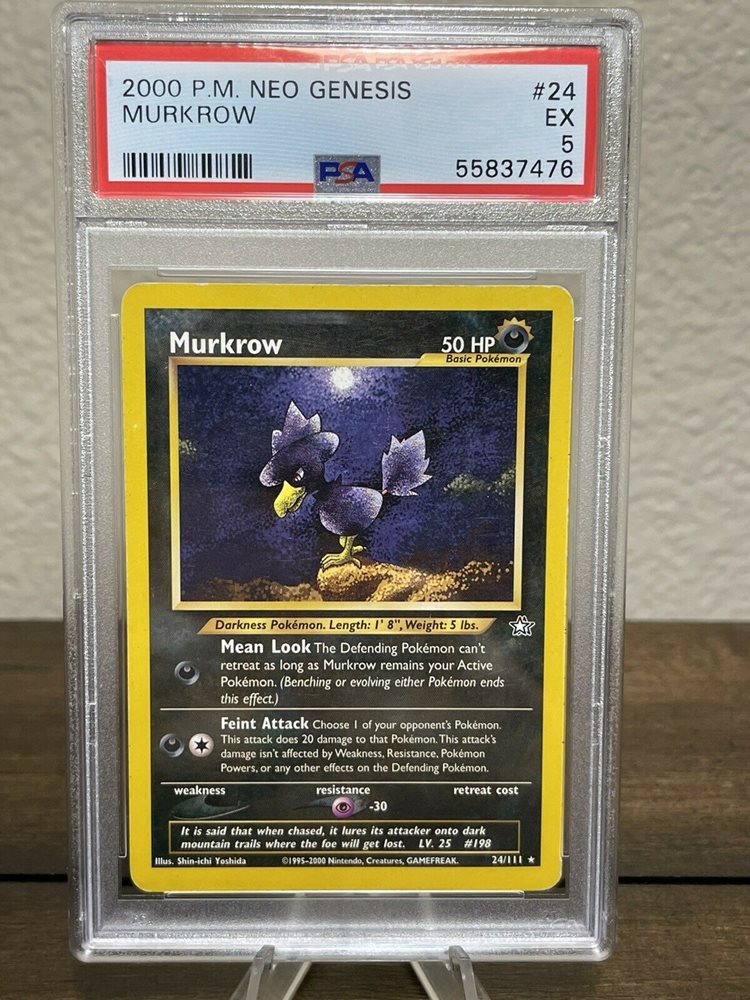 2000 P.M. NEO GENESIS #24
MURKROW EX
5
PSA 55837476
Murkrow 50 HP
Basic Pokémon
Darkness Pokémon. Length: 1' 8", Weight: 5 lbs.
Mean Look The Defending Pokémon can't
retreat as long as Murkrow remains your Active
Pokémon. (Benching or evolving either Pokémon ends
this effect.)
Feint Attack Choose 1 of your opponent's Pokémon.
This attack does 20 damage to that Pokémon. This attack's
damage isn't affected by Weakness, Resistance, Pokémon
Powers, or any other effects on the Defending Pokémon.
weakness resistance retreat cost
-30
It is said that when chased, it lures its attacker onto dark
mountain trails where the foe will get lost. LV. 25 #198
Illus. Shin-ichi Yoshida ©1995-2000 Nintendo, Creatures, GAMEFREAK. 24/111 ★